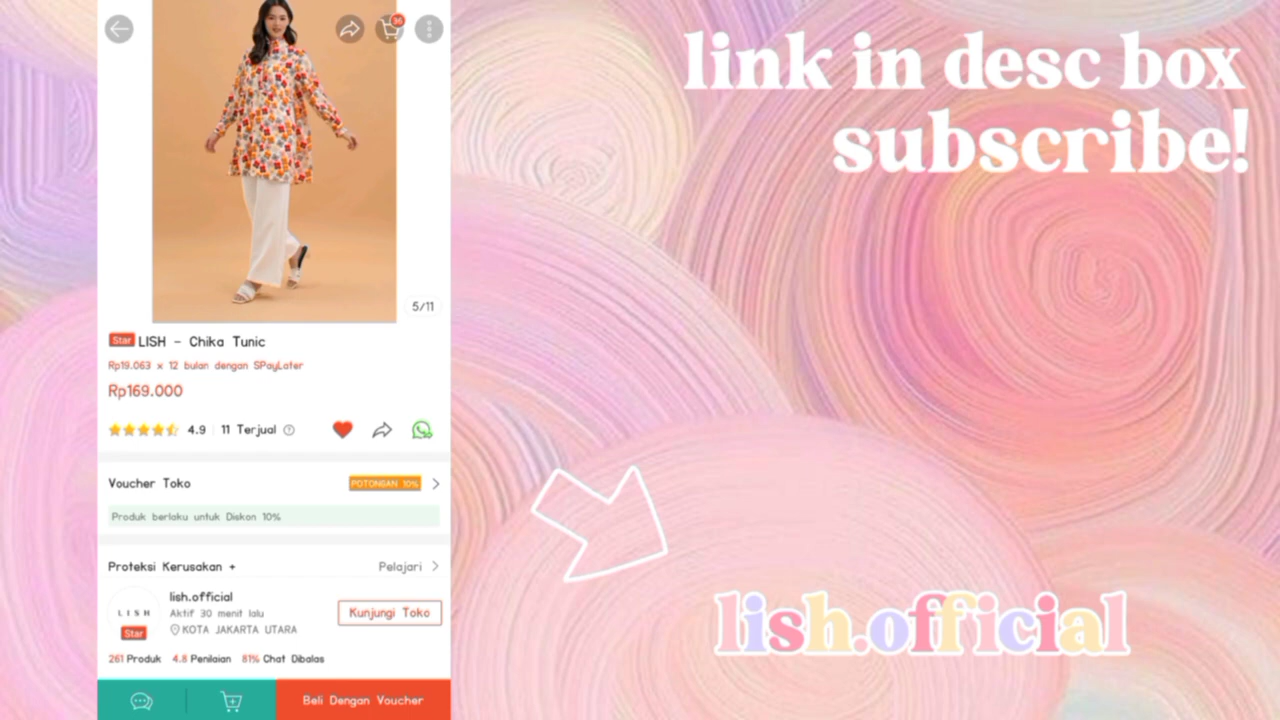 link in desc box
subscribe!
36
5/11
Star LISH - Chika Tunic
Rp19.063 x 12 bulan dengan SPayLater
Rp169.000
4.9 11 Terjual ?
Voucher Toko POTONGAN 10%
Produk berlaku untuk Diskon 10%
Proteksi Kerusakan + Pelajari
LISH
Star
lish.official
Aktif 30 menit lalu
KOTA JAKARTA UTARA
Kunjungi Toko
261 Produk 4.8 Penilaian 81% Chat Dibalas
Beli Dengan Voucher
lish.official